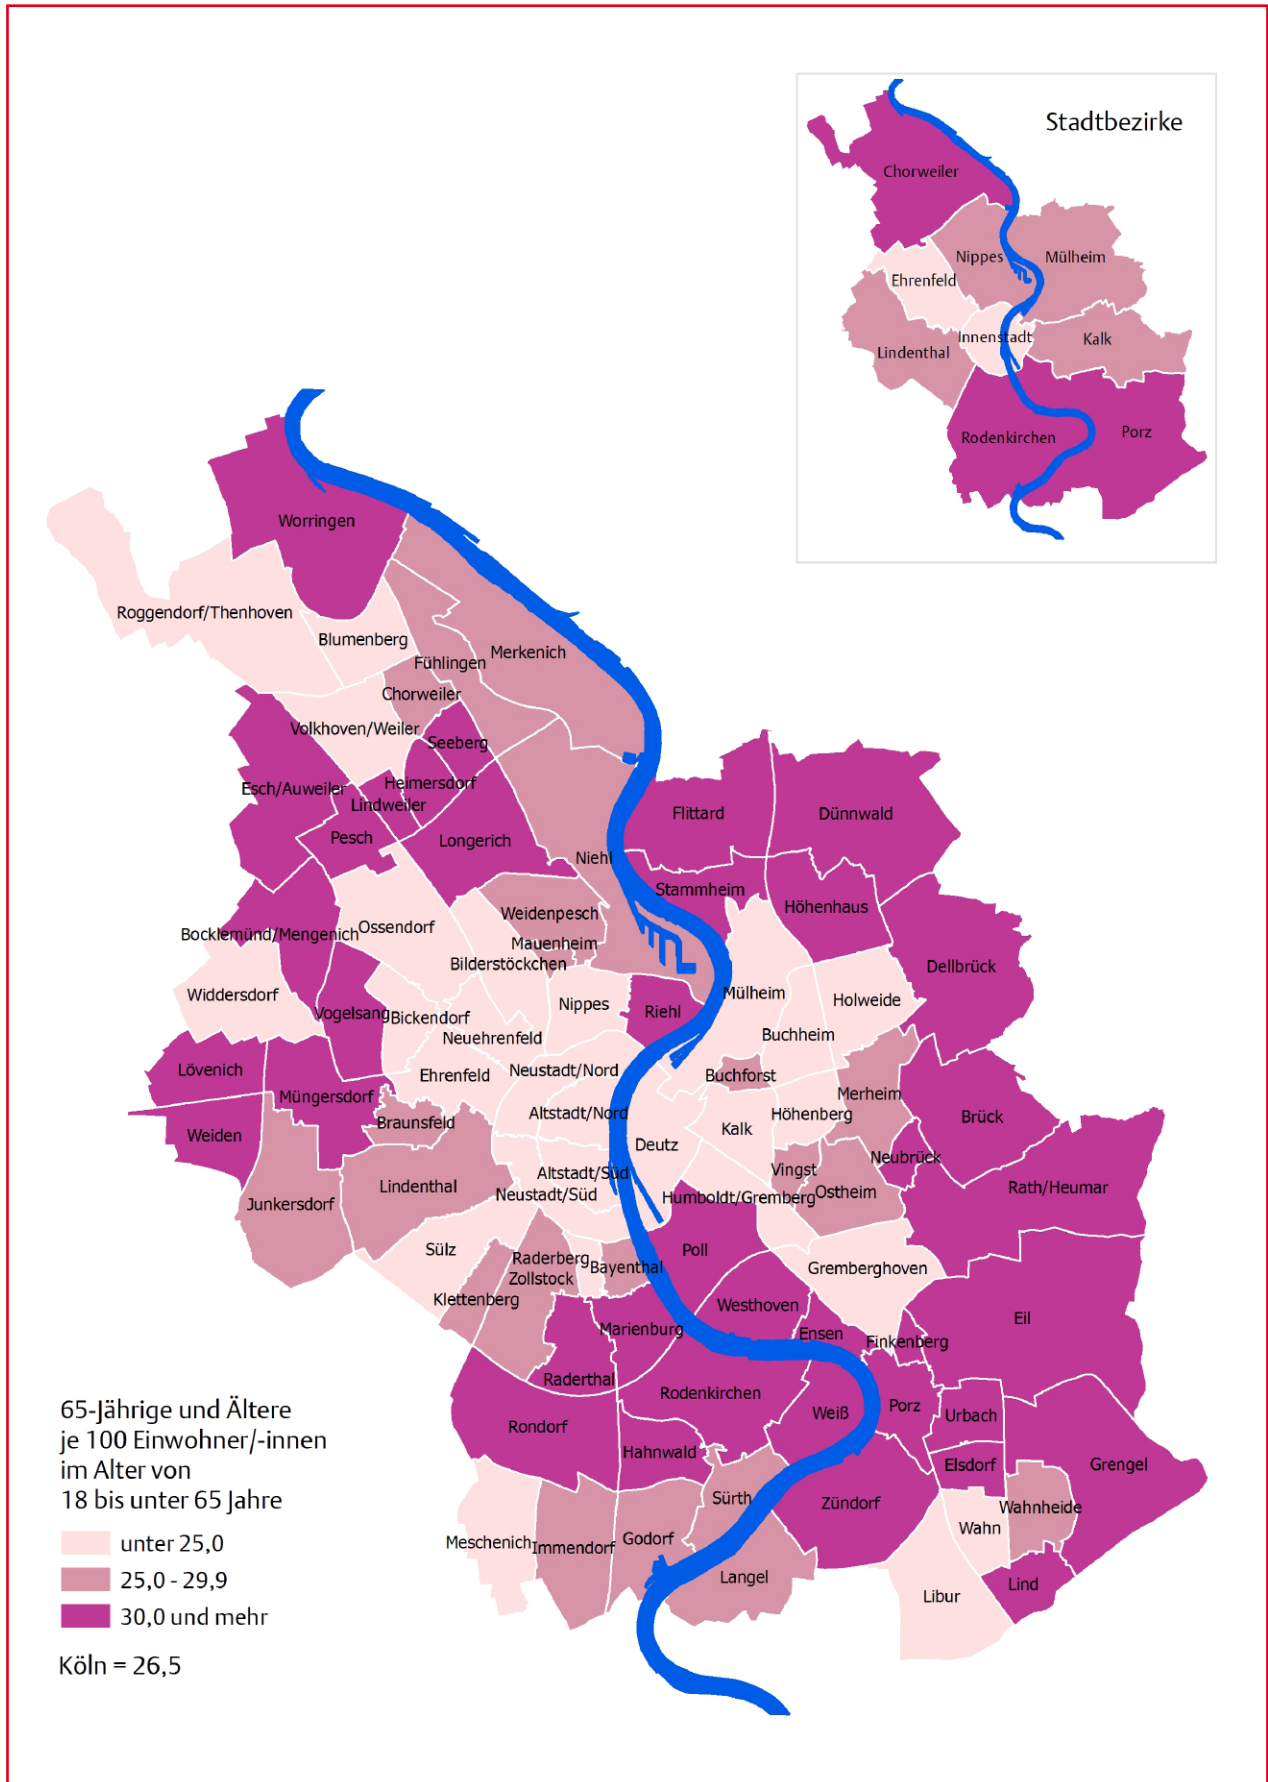 Stadtbezirke
Chorweiler
Nippes
Mülheim
Ehrenfeld
Innenstadt
Kalk
Lindenthal
Rodenkirchen
Porz
Worringen
Roggendorf/Thenhoven
Blumenberg
Merkenich
Fühlingen
Chorweiler
Volkhoven/Weiler
Seeberg
Heimersdorf
Esch/Auweiler
Lindweiler
Pesch
Longerich
Flittard
Dünnwald
Niehl
Stammheim
Höhenhaus
Weidenpesch
Ossendorf
Bocklemünd/Mengenich
Mauenheim
Bilderstöckchen
Dellbrück
Widdersdorf
Mülheim
Holweide
Nippes
Riehl
Vogelsang
Bickendorf
Buchheim
Neuehrenfeld
Lövenich
Ehrenfeld
Neustadt/Nord
Buchforst
Merheim
Müngersdorf
Altstadt/Nord
Höhenberg
Brück
Braunsfeld
Kalk
Weiden
Deutz
Neubrück
Vingst
Altstadt/Süd
Lindenthal
Rath/Heumar
Neustadt/Süd
Humboldt/Gremberg
Ostheim
Junkersdorf
Sülz
Poll
Raderberg
Bayenthal
Gremberghoven
Zollstock
Klettenberg
Westhoven
Eil
Marienburg
Ensen
Finkenberg
Raderthal
Rodenkirchen
Weiß
Porz
Urbach
Rondorf
Hahnwald
Elsdorf
Grengel
Sürth
Zündorf
Wahnheide
Wahn
Meschenich
Immendorf
Godorf
Langel
Lind
Libur
65-Jährige und Ältere
je 100 Einwohner/-innen
im Alter von
18 bis unter 65 Jahre
unter 25,0
25,0 - 29,9
30,0 und mehr
Köln = 26,5